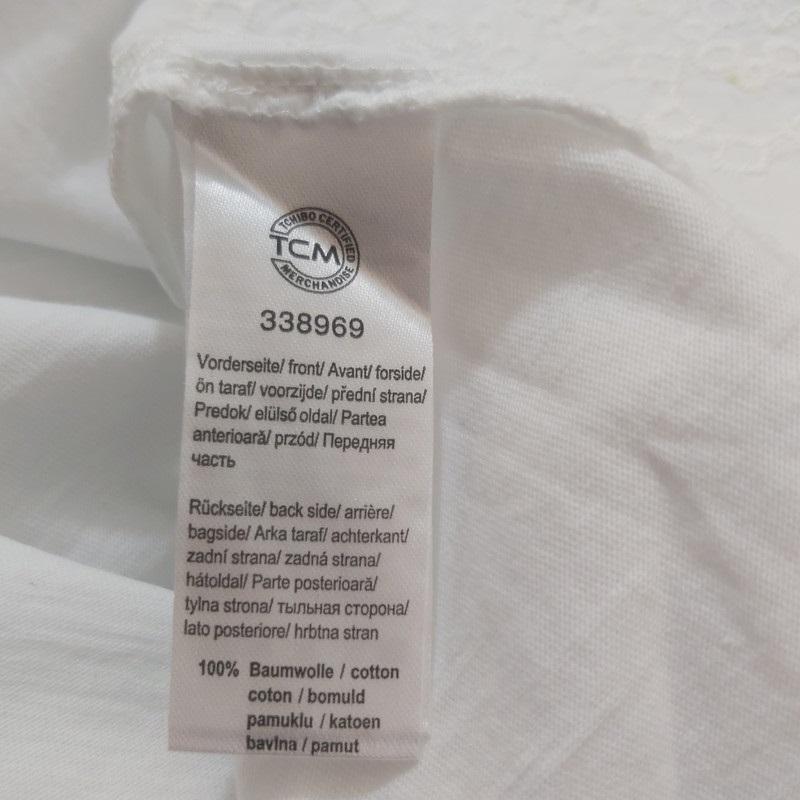 TCHIBO CERTIFIED
TCM
MERCHANDISE
338969
Vorderseite/ front/ Avant/ forside/
ön taraf/ voorzijde/ přední strana/
Predok/ elülső oldal/ Partea
anterioară/ przód/ Передняя
часть
Rückseite/ back side/ arrière/
bagside/ Arka taraf/ achterkant/
zadní strana/ zadná strana/
hátoldal/ Parte posterioară/
tylna strona/ тыльная сторона/
lato posteriore/ hrbtna stran
100% Baumwolle / cotton
coton / bomuld
pamuklu / katoen
bavlna / pamut